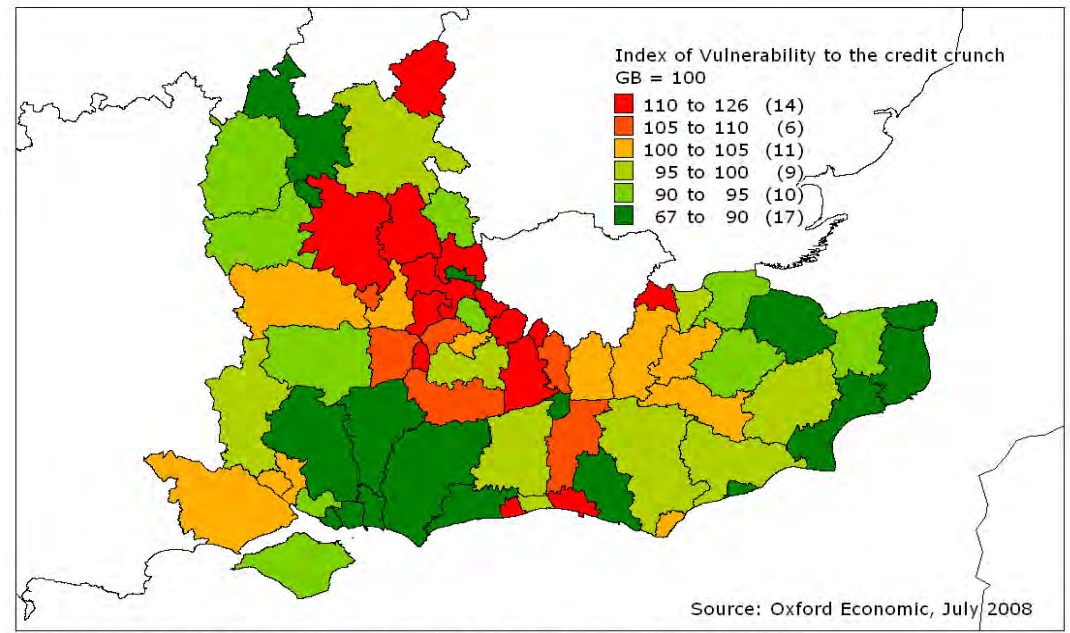 Index of Vulnerability to the credit crunch
GB = 100
110 to 126 (14)
105 to 110 (6)
100 to 105 (11)
95 to 100 (9)
90 to 95 (10)
67 to 90 (17)
Source: Oxford Economic, July 2008